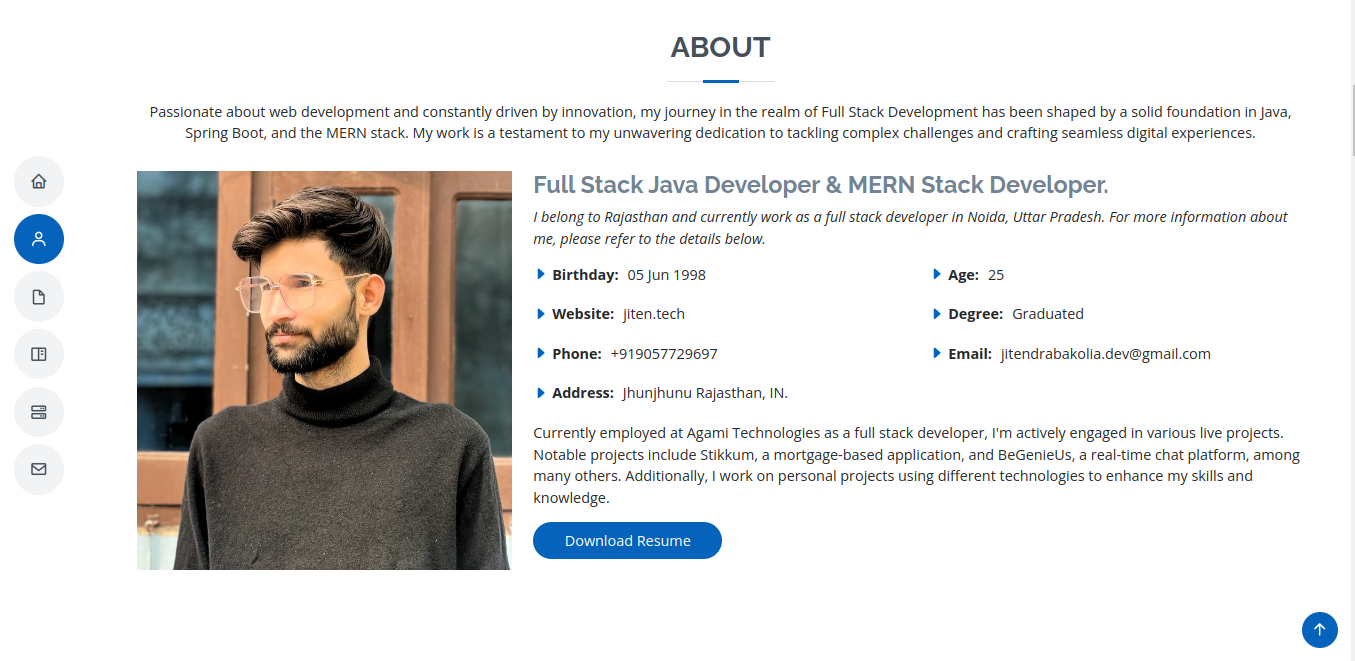 ABOUT
Passionate about web development and constantly driven by innovation, my journey in the realm of Full Stack Development has been shaped by a solid foundation in Java,
Spring Boot, and the MERN stack. My work is a testament to my unwavering dedication to tackling complex challenges and crafting seamless digital experiences.
Full Stack Java Developer & MERN Stack Developer.
I belong to Rajasthan and currently work as a full stack developer in Noida, Uttar Pradesh. For more information about
me, please refer to the details below.
Birthday: 05 Jun 1998
Age: 25
Website: jiten.tech
Degree: Graduated
Phone: +919057729697
Email: jitendrabakolia.dev@gmail.com
Address: Jhunjhunu Rajasthan, IN.
Currently employed at Agami Technologies as a full stack developer, I'm actively engaged in various live projects.
Notable projects include Stikkum, a mortgage-based application, and BeGenieUs, a real-time chat platform, among
many others. Additionally, I work on personal projects using different technologies to enhance my skills and
knowledge.
Download Resume